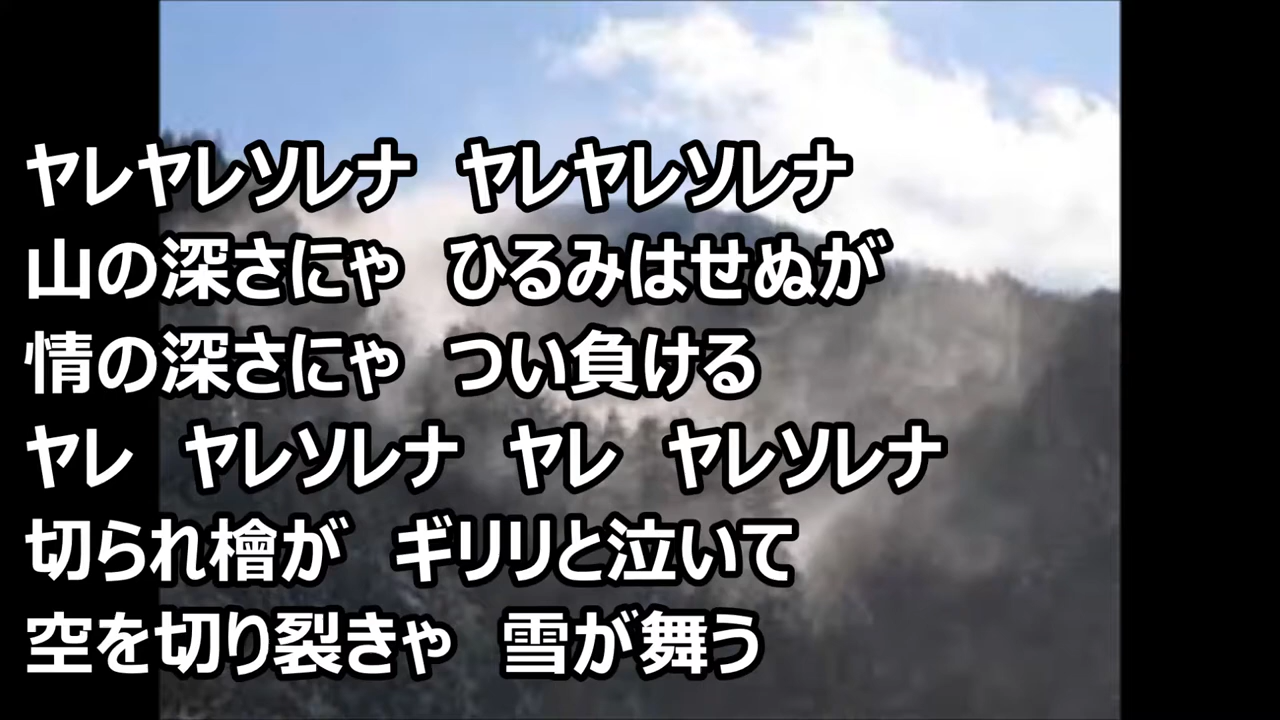 ヤレヤレソレナ　ヤレヤレソレナ
山の深さにゃ　ひるみはせぬが
情の深さにゃ　つい負ける
ヤレ　ヤレソレナ　ヤレ　ヤレソレナ
切られ檜が　ギリリと泣いて
空を切り裂きゃ　雪が舞う